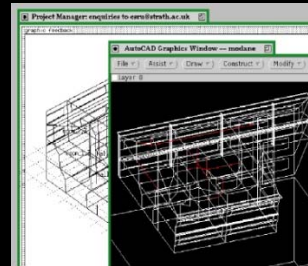 Project Manager: enquiries to esru@strath.ac.uk
graphic feedback
AutoCAD Graphics Window — modane
File Assist Draw Construct Modify
Layer 0